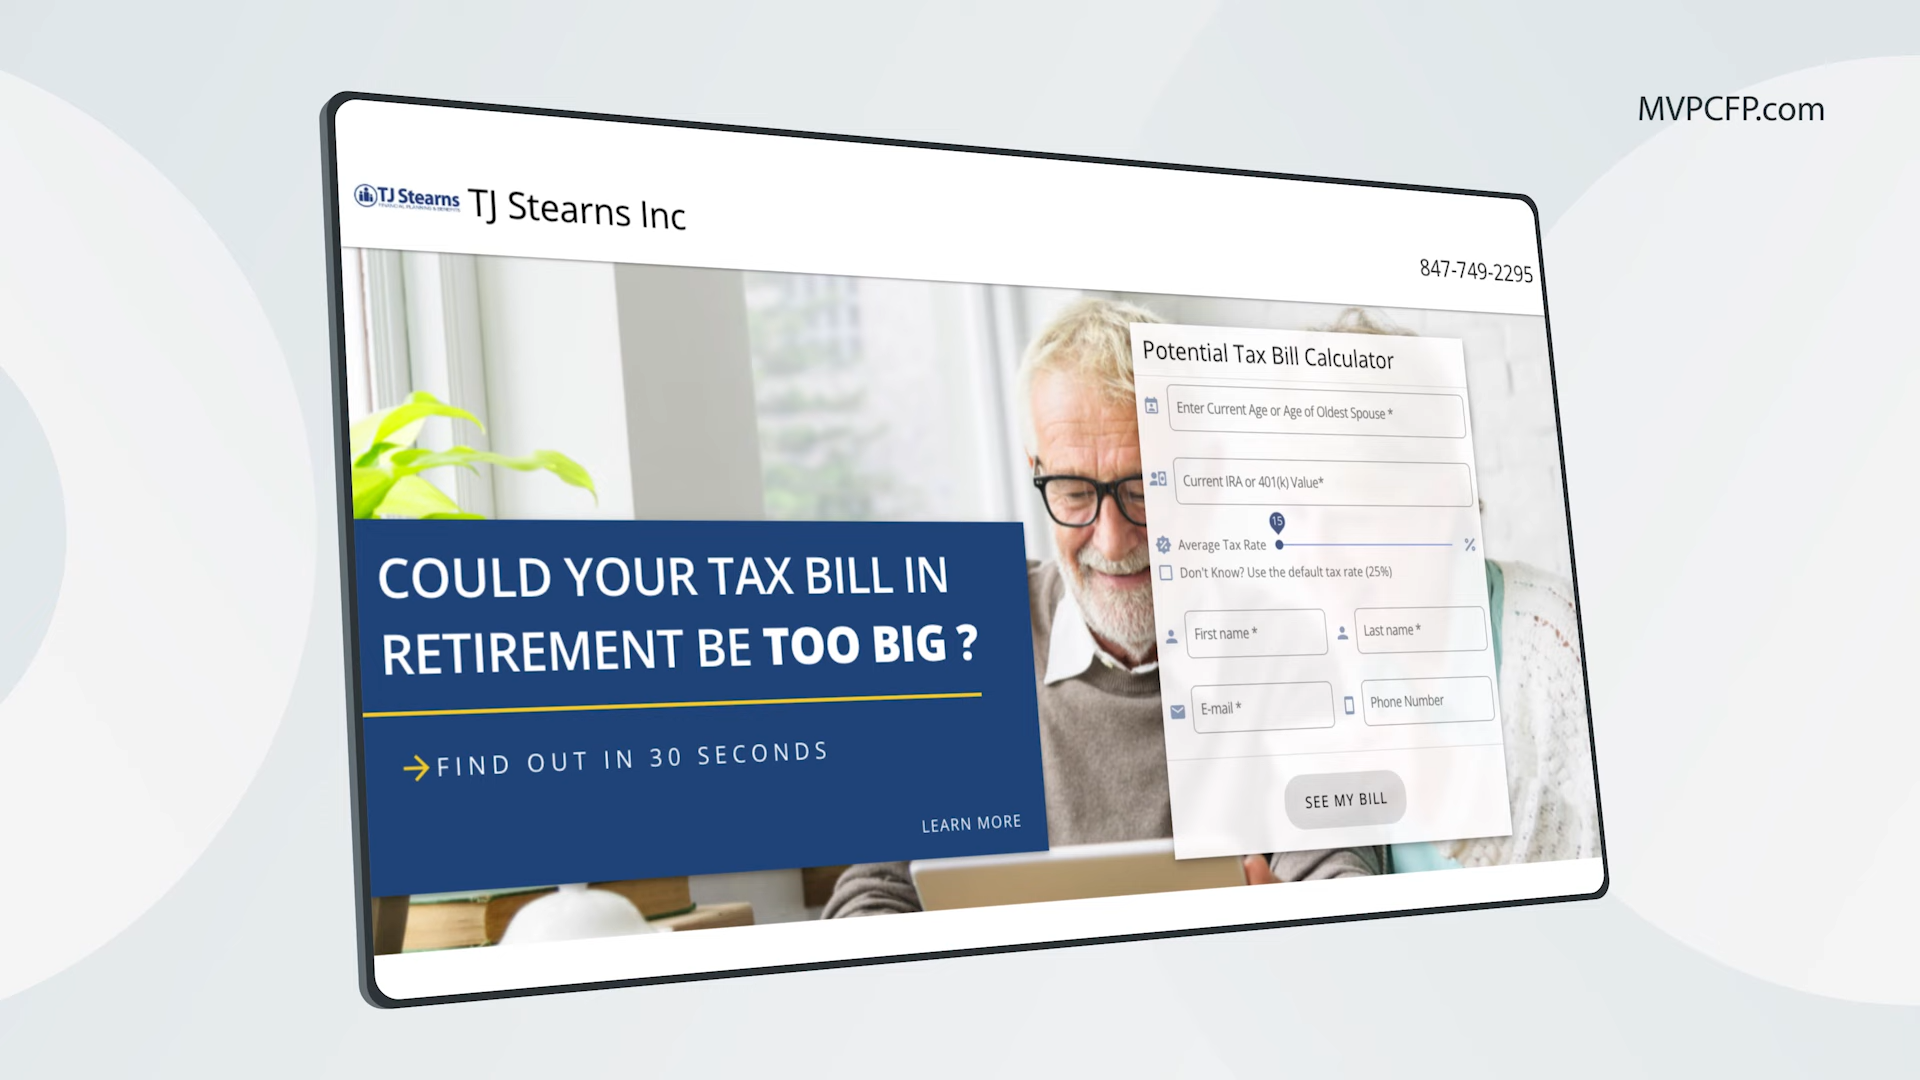 MVPCFP.com
TJ Stearns
FINANCIAL PLANNING & BENEFITS
TJ Stearns Inc
847-749-2295
Potential Tax Bill Calculator
Enter Current Age or Age of Oldest Spouse *
Current IRA or 401(k) Value*
15
Average Tax Rate %
Don't Know? Use the default tax rate (25%)
First name * Last name *
E-mail * Phone Number
SEE MY BILL
COULD YOUR TAX BILL IN
RETIREMENT BE TOO BIG ?
→FIND OUT IN 30 SECONDS
LEARN MORE